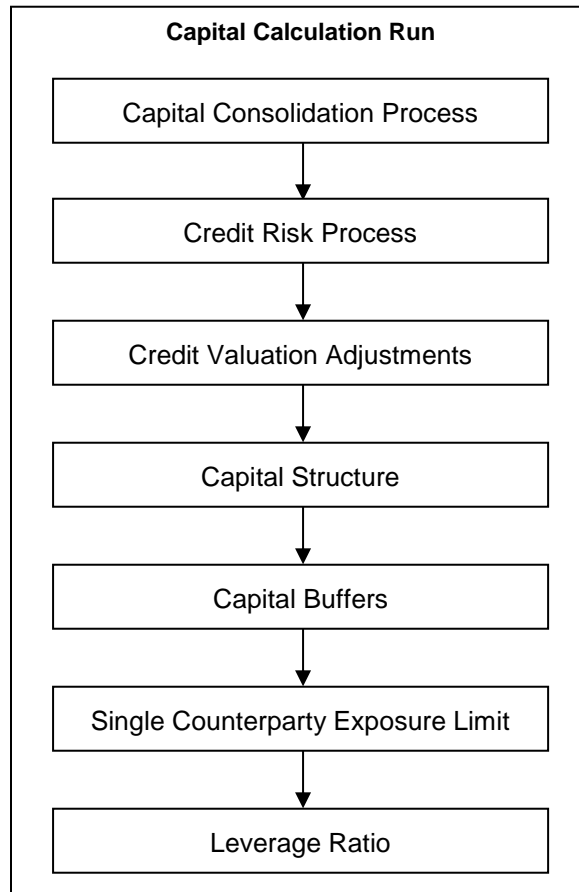 Capital Calculation Run
Capital Consolidation Process
Credit Risk Process
Credit Valuation Adjustments
Capital Structure
Capital Buffers
Single Counterparty Exposure Limit
Leverage Ratio